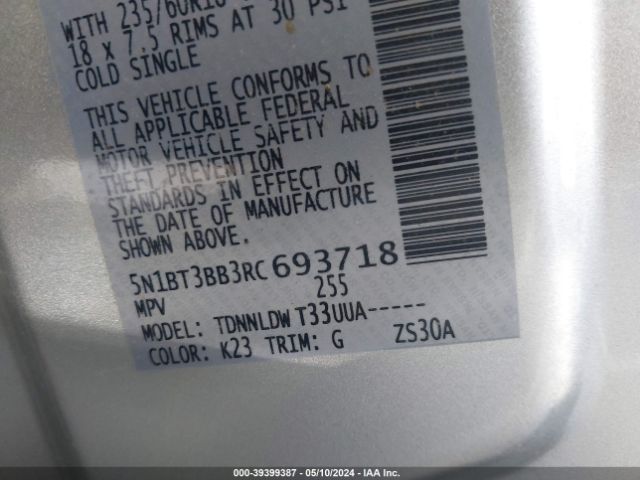 WITH 235/60R18
18 x 7.5 RIMS AT 30 PSI
COLD SINGLE
THIS VEHICLE CONFORMS TO
ALL APPLICABLE FEDERAL
MOTOR VEHICLE SAFETY AND
THEFT PREVENTION
STANDARDS IN EFFECT ON
THE DATE OF MANUFACTURE
SHOWN ABOVE.
5N1BT3BB3RC693718
MPV 255
MODEL: TDNNLDWT33UUA-----
COLOR: K23 TRIM: G ZS30A
000-39399387 - 05/10/2024 - IAA Inc.